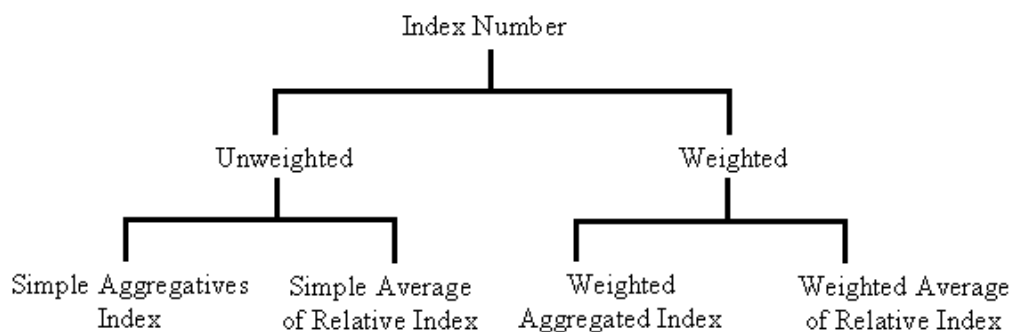 Index Number
Unweighted
Weighted
Simple Aggregatives
Index
Simple Average
of Relative Index
Weighted
Aggregated Index
Weighted Average
of Relative Index